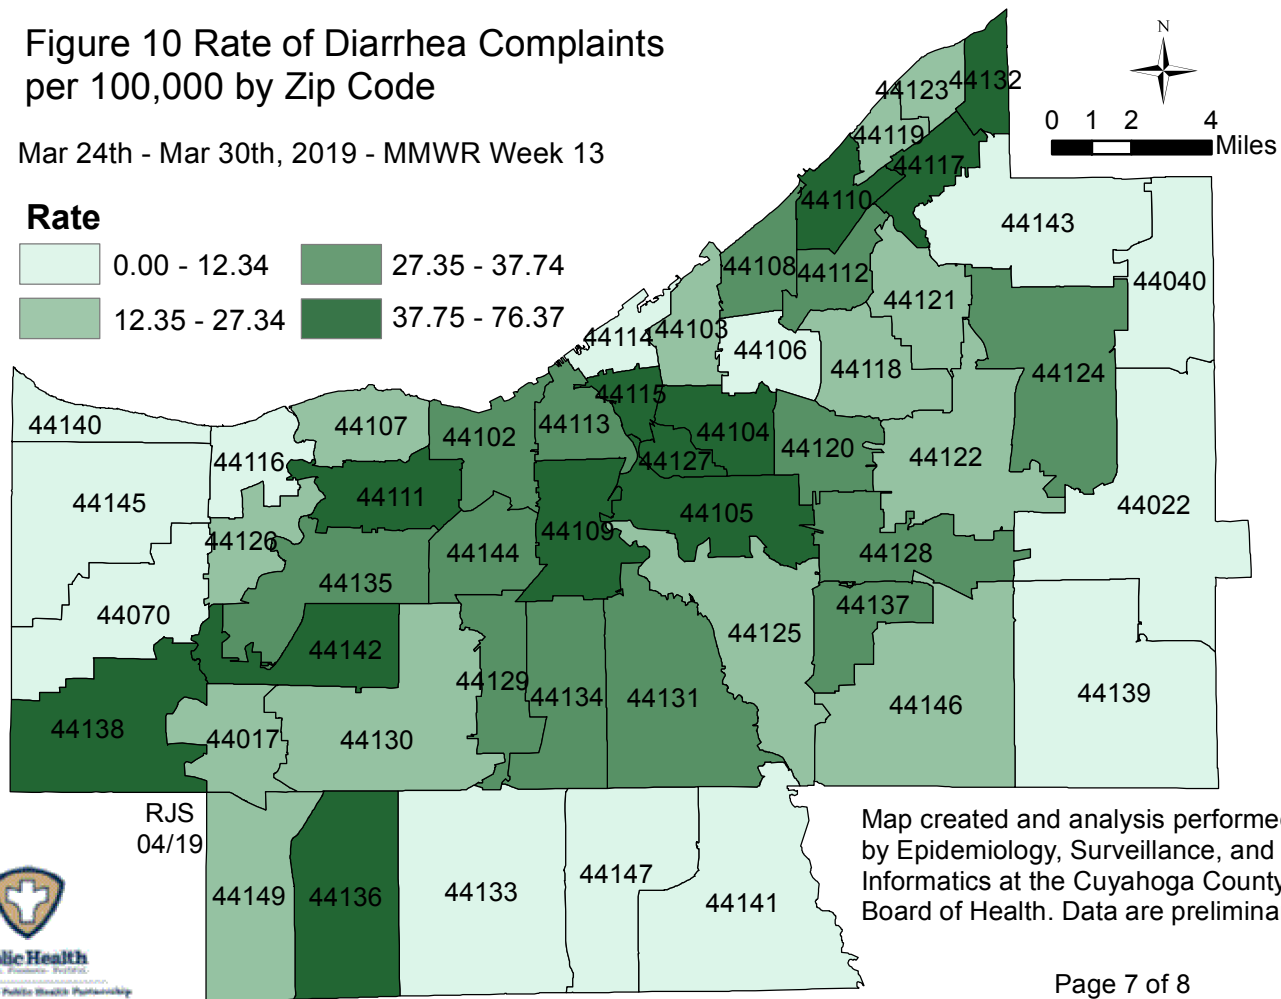 Figure 10 Rate of Diarrhea Complaints
per 100,000 by Zip Code
Mar 24th - Mar 30th, 2019 - MMWR Week 13
Rate
0.00 - 12.34
27.35 - 37.74
12.35 - 27.34
37.75 - 76.37
N
0 1 2 4
Miles
44123
44132
44119
44117
44110
44143
44108
44112
44040
44121
44114
44103
44106
44118
44124
44115
44140
44107
44102
44113
44104
44120
44116
44127
44122
44111
44145
44022
44109
44105
44126
44144
44128
44135
44137
44070
44125
44142
44129
44134
44131
44139
44146
44138
44017
44130
RJS
04/19
44149
44136
44133
44147
44141
Map created and analysis performed
by Epidemiology, Surveillance, and
Informatics at the Cuyahoga County
Board of Health. Data are prelimina
lic Health
Page 7 of 8